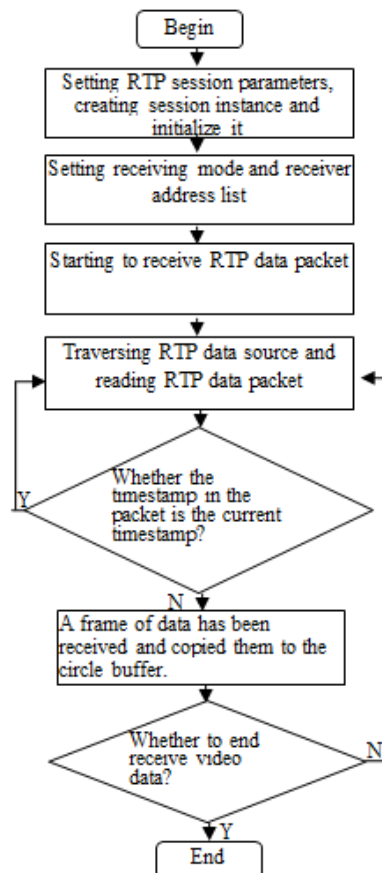 Begin
Setting RTP session parameters,
creating session instance and
initialize it
Setting receiving mode and receiver
address list
Starting to receive RTP data packet
Traversing RTP data source and
reading RTP data packet
Whether the
timestamp in the
packet is the current
timestamp?
Y
N
A frame of data has been
received and copied them to the
circle buffer.
Whether to end
receive video
data?
N
Y
End